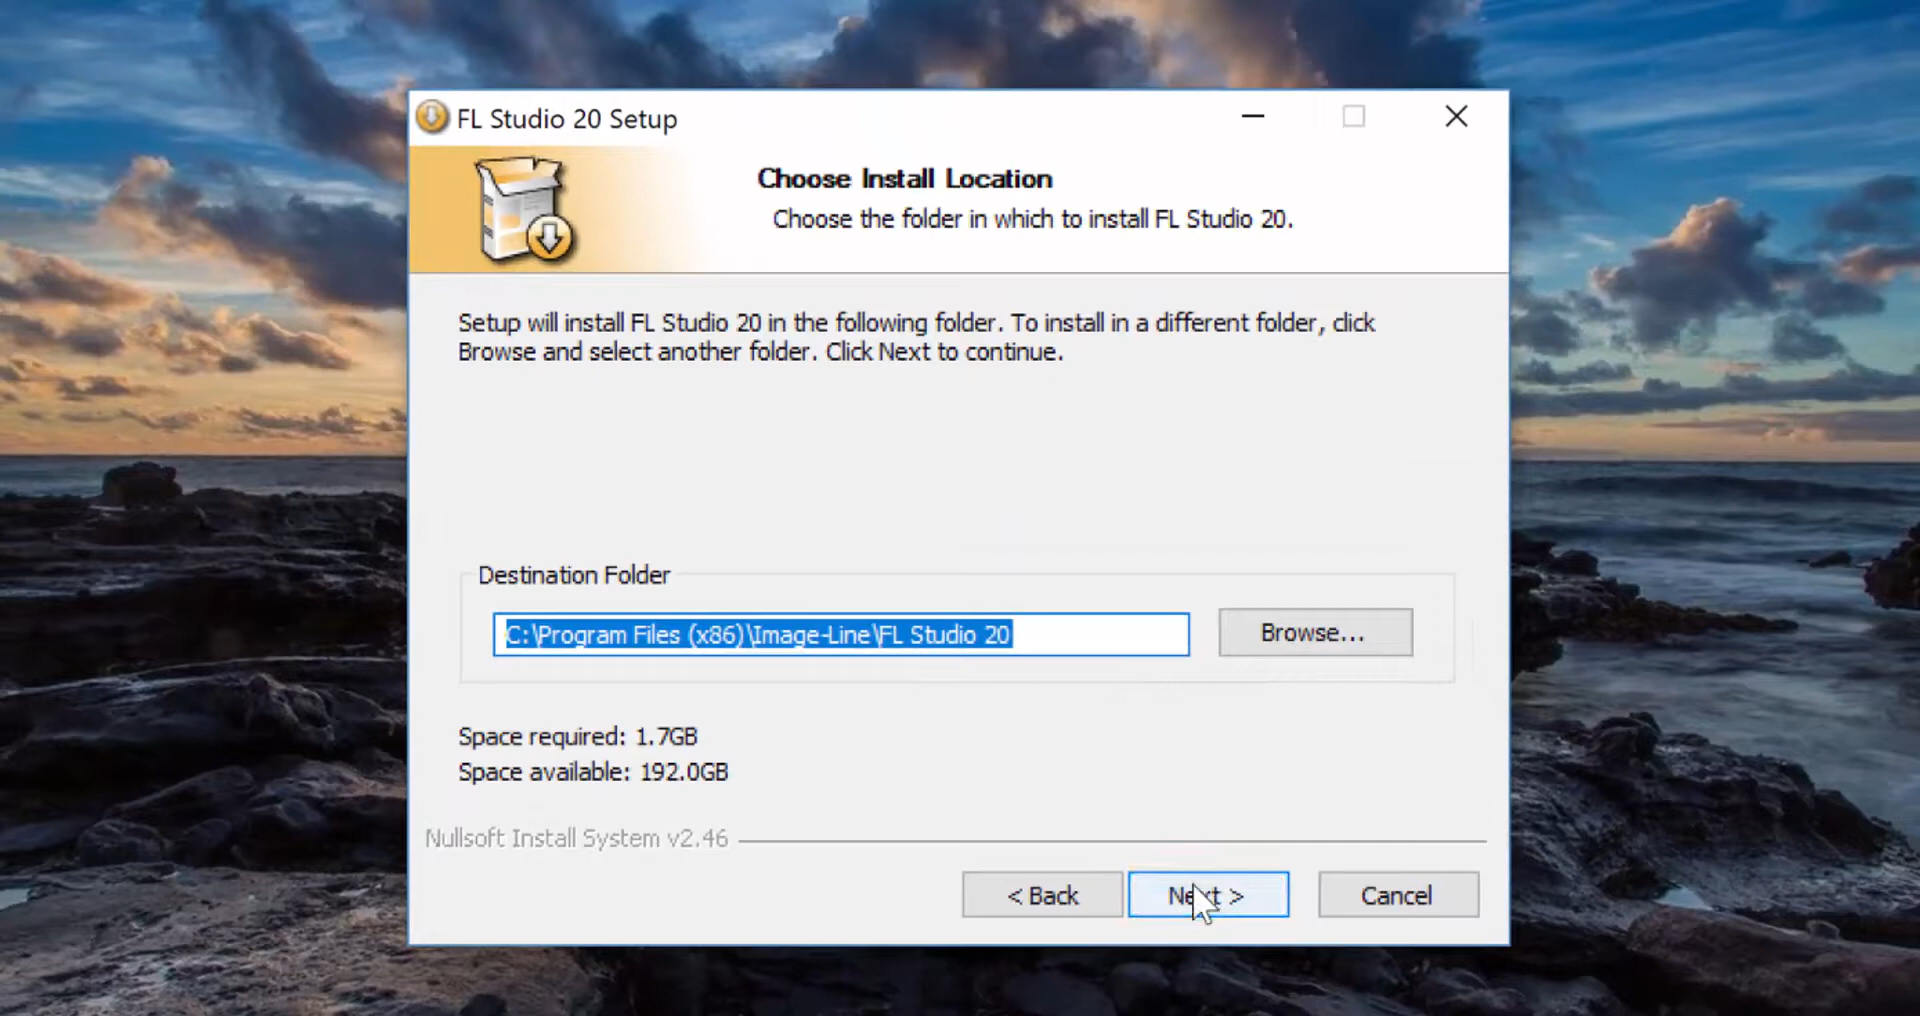 FL Studio 20 Setup
Choose Install Location
Choose the folder in which to install FL Studio 20.
Setup will install FL Studio 20 in the following folder. To install in a different folder, click
Browse and select another folder. Click Next to continue.
Destination Folder
C:\Program Files (x86)\Image-Line\FL Studio 20
Browse...
Space required: 1.7GB
Space available: 192.0GB
Nullsoft Install System v2.46
< Back
Next >
Cancel